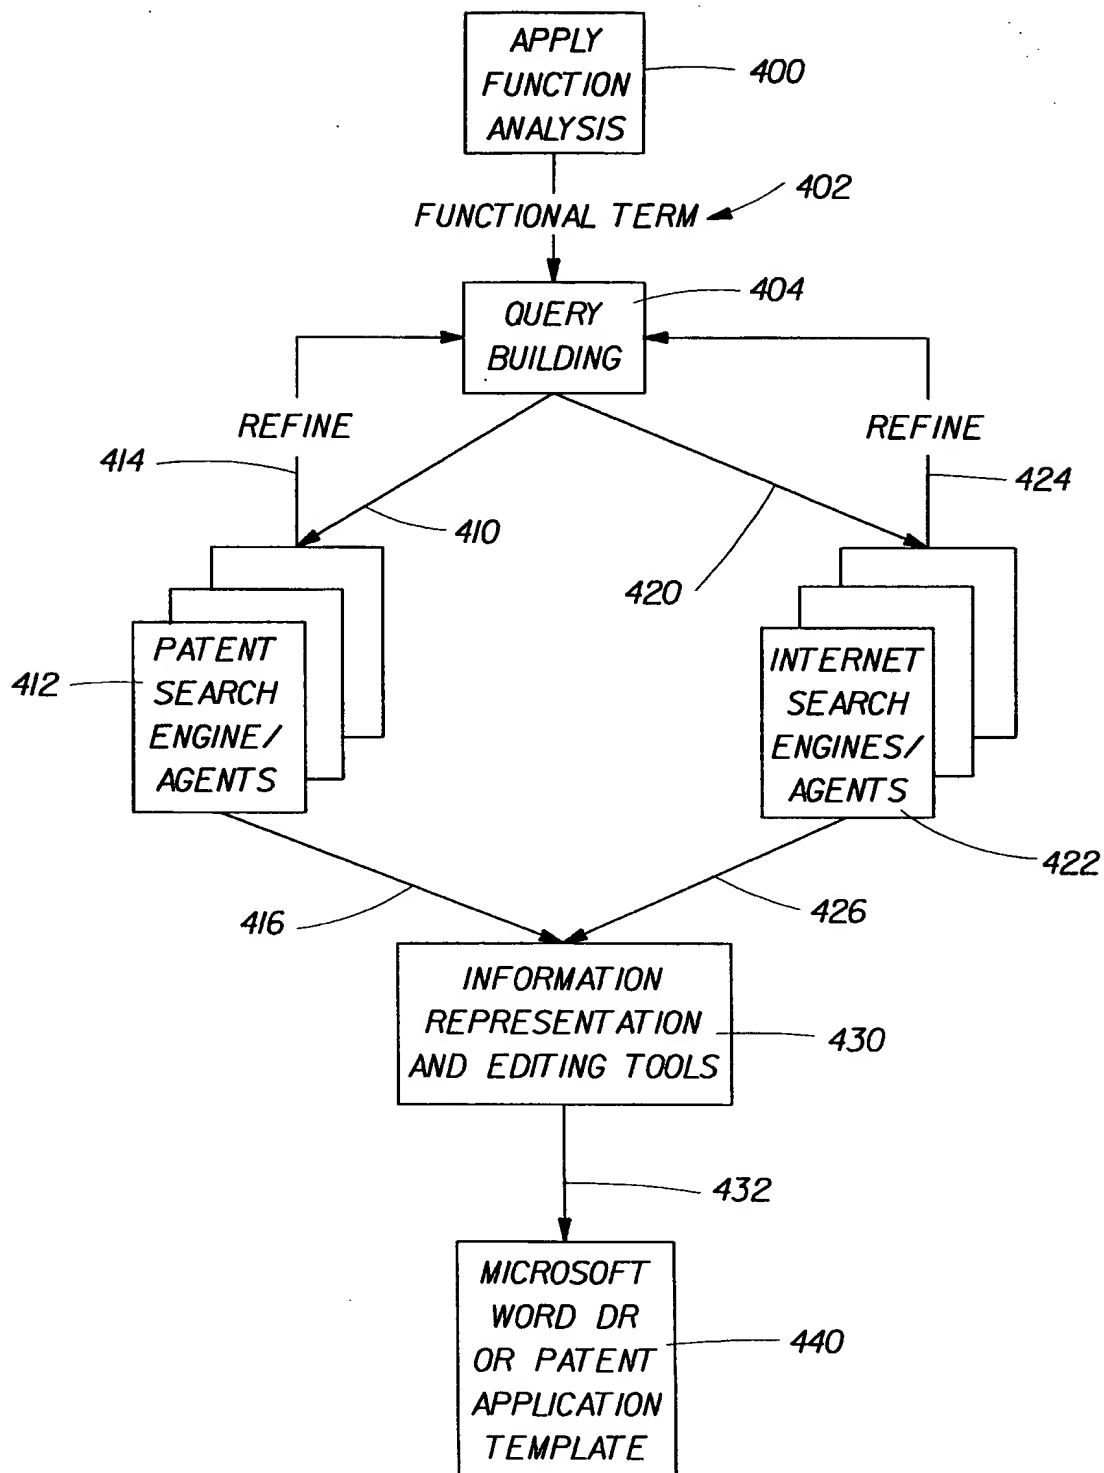 APPLY
FUNCTION
ANALYSIS
400
402
FUNCTIONAL TERM
404
QUERY
BUILDING
REFINE
REFINE
414
424
410
420
PATENT
SEARCH
ENGINE/
AGENTS
412
INTERNET
SEARCH
ENGINES/
AGENTS
422
416
426
INFORMATION
REPRESENTATION
AND EDITING TOOLS
430
432
MICROSOFT
WORD DR
OR PATENT
APPLICATION
TEMPLATE
440